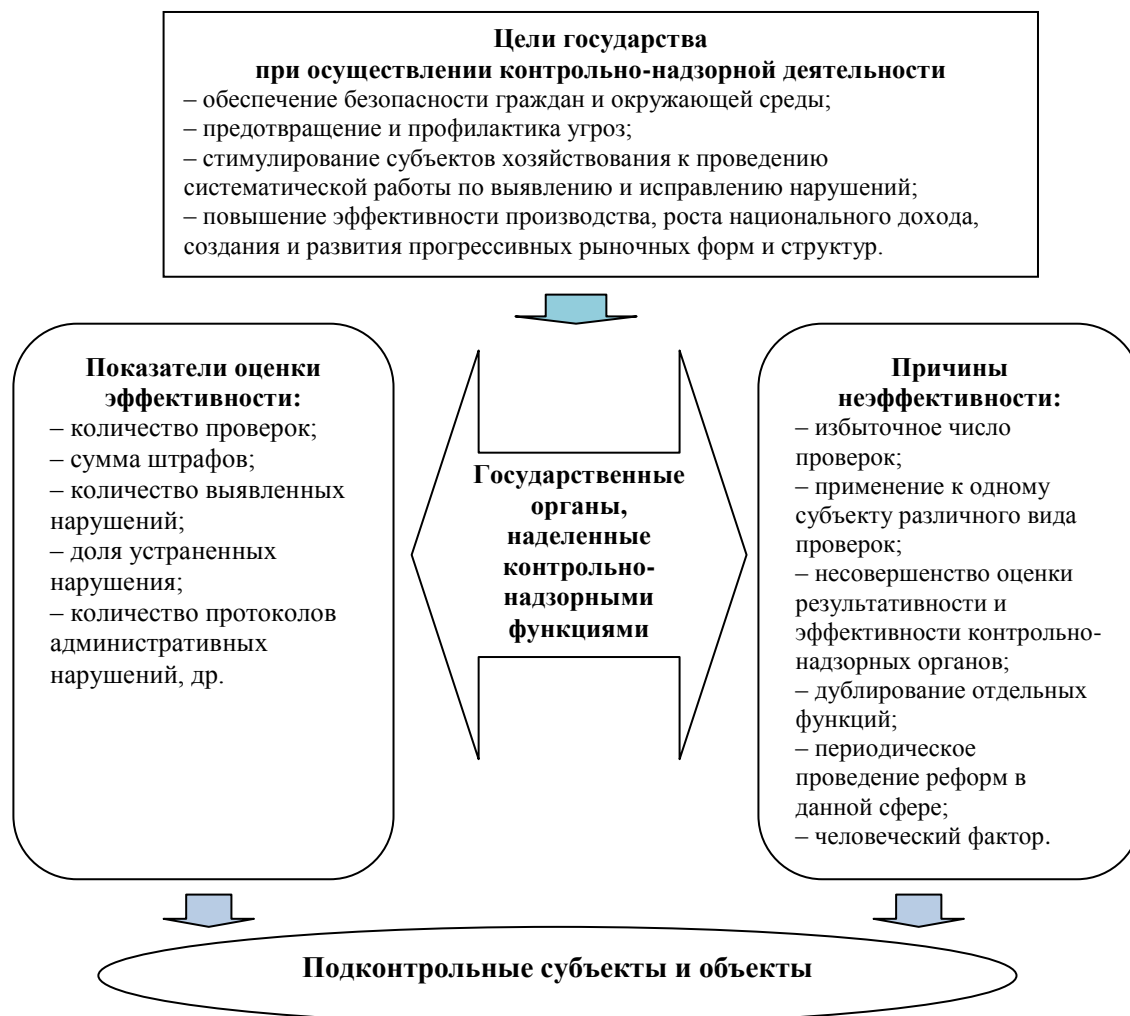 Цели государства
при осуществлении контрольно-надзорной деятельности
– обеспечение безопасности граждан и окружающей среды;
– предотвращение и профилактика угроз;
– стимулирование субъектов хозяйствования к проведению
систематической работы по выявлению и исправлению нарушений;
– повышение эффективности производства, роста национального дохода,
создания и развития прогрессивных рыночных форм и структур.
Показатели оценки
эффективности:
– количество проверок;
– сумма штрафов;
– количество выявленных
нарушений;
– доля устраненных
нарушения;
– количество протоколов
административных
нарушений, др.
Государственные
органы,
наделенные
контрольно-
надзорными
функциями
Причины
неэффективности:
– избыточное число
проверок;
– применение к одному
субъекту различного вида
проверок;
– несовершенство оценки
результативности и
эффективности контрольно-
надзорных органов;
– дублирование отдельных
функций;
– периодическое
проведение реформ в
данной сфере;
– человеческий фактор.
Подконтрольные субъекты и объекты